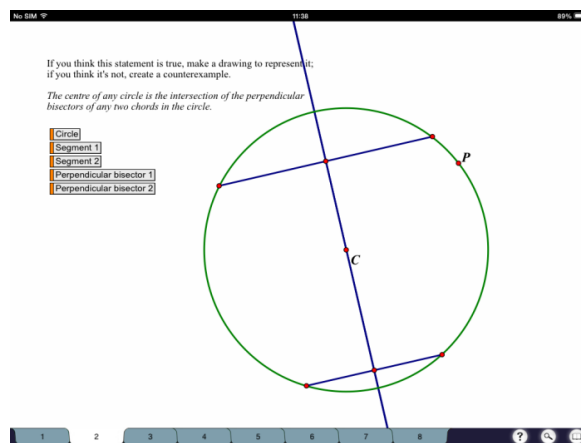 No SIM 11:38 89%
If you think this statement is true, make a drawing to represent it;
if you think it's not, create a counterexample.
The centre of any circle is the intersection of the perpendicular
bisectors of any two chords in the circle.
Circle
Segment 1
Segment 2
Perpendicular bisector 1
Perpendicular bisector 2
P
C
1 2 3 4 5 6 7 8 ?